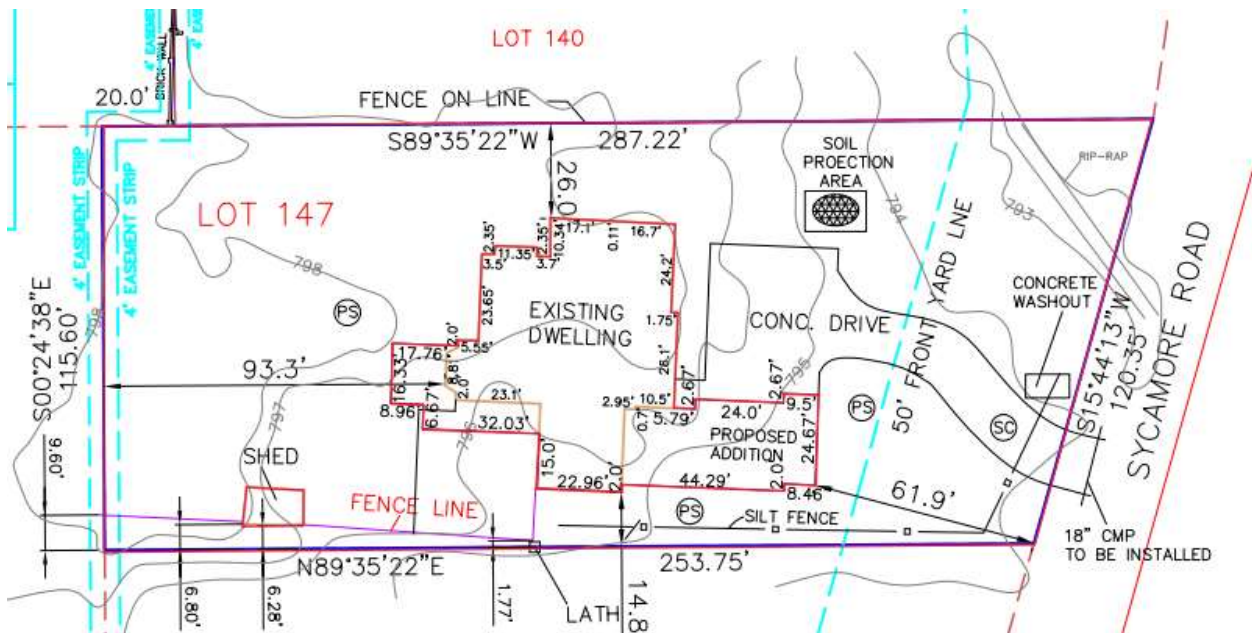 LOT 140
4' EASEMENT
4' EASE
BRICK WALL
20.0'
FENCE ON LINE
S89°35'22"W 287.22'
SOIL
PROECTION
AREA
RIP-RAP
4' EASEMENT STRIP
4' EASEMENT STRIP
LOT 147
26.0
794
793
17.1'
0.11'
16.7'
2.35'
11.35'
2.35'
10.34'
3.5'
3.7'
24.2'
798
798
PS
EXISTING
DWELLING
23.65'
1.75'
CONC. DRIVE
50' FRONT YARD LINE
CONCRETE
WASHOUT
S15°44'13"W
120.35'
SYCAMORE ROAD
S00°24'38"E
115.60'
2.0'
17.76'
5.55'
28.1'
795
93.3'
16.33'
8.8'
2.0'
2.67'
2.67'
8.96'
6.67'
23.1'
2.95'
10.5'
24.0'
9.5'
PS
797
32.03'
0.7'
5.79'
PROPOSED
ADDITION
24.67'
SC
796
SHED
15.0'
9.60'
22.96'
2.0'
44.29'
2.0'
8.46'
61.9'
FENCE LINE
PS
SILT FENCE
18" CMP
TO BE INSTALLED
N89°35'22"E
253.75'
6.80'
6.28'
1.77'
LATH
14.8